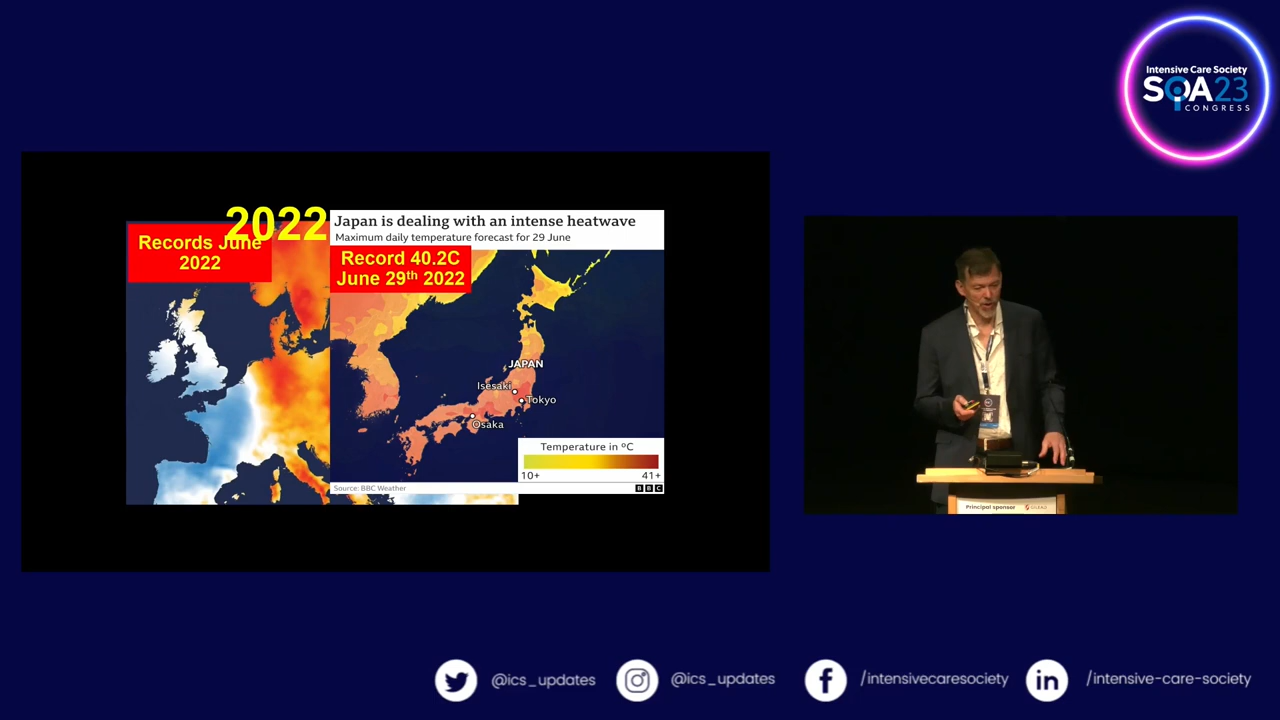 Intensive Care Society
SOA23
CONGRESS
2022
Records June
2022
Japan is dealing with an intense heatwave
Maximum daily temperature forecast for 29 June
Record 40.2C
June 29th 2022
JAPAN
Isesaki
Tokyo
Osaka
Temperature in ºC
10+ 41+
Source: BBC Weather
BBC
Principal sponsor
@ics_updates
@ics_updates
/intensivecaresociety
/intensive-care-society